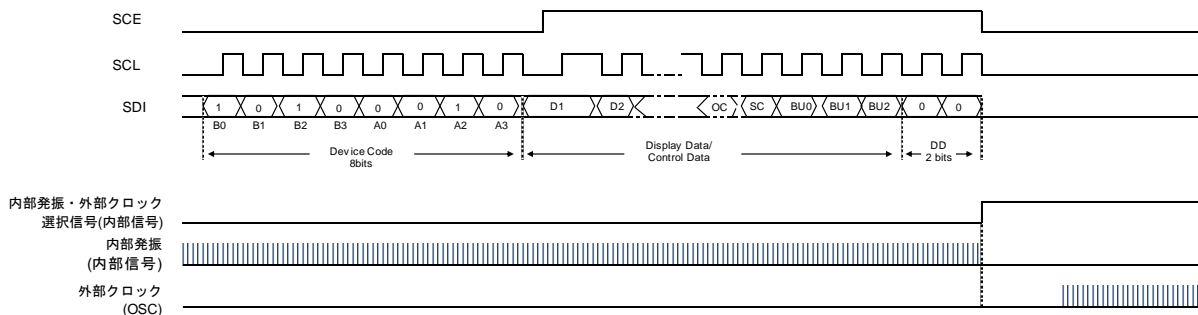 SCE
SCL
SDI
1 0 1 0 0 0 1 0 D1 D2 OC SC BU0 BU1 BU2 0 0
B0 B1 B2 B3 A0 A1 A2 A3
Device Code
8bits
Display Data/
Control Data
DD
2 bits
内部発振・外部クロック
選択信号(内部信号)
内部発振
(内部信号)
外部クロック
(OSC)